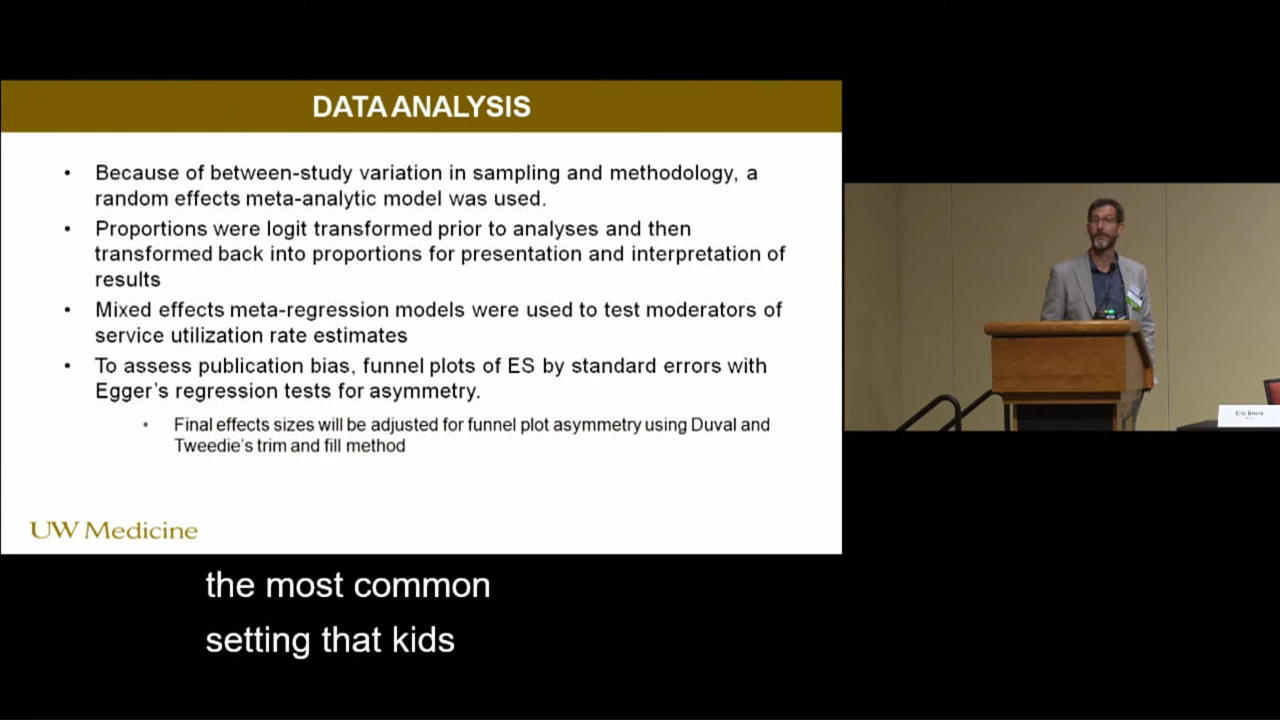 DATA ANALYSIS
• Because of between-study variation in sampling and methodology, a
random effects meta-analytic model was used.
• Proportions were logit transformed prior to analyses and then
transformed back into proportions for presentation and interpretation of
results
• Mixed effects meta-regression models were used to test moderators of
service utilization rate estimates
• To assess publication bias, funnel plots of ES by standard errors with
Egger's regression tests for asymmetry.
• Final effects sizes will be adjusted for funnel plot asymmetry using Duval and
Tweedie's trim and fill method
UW Medicine
the most common
setting that kids